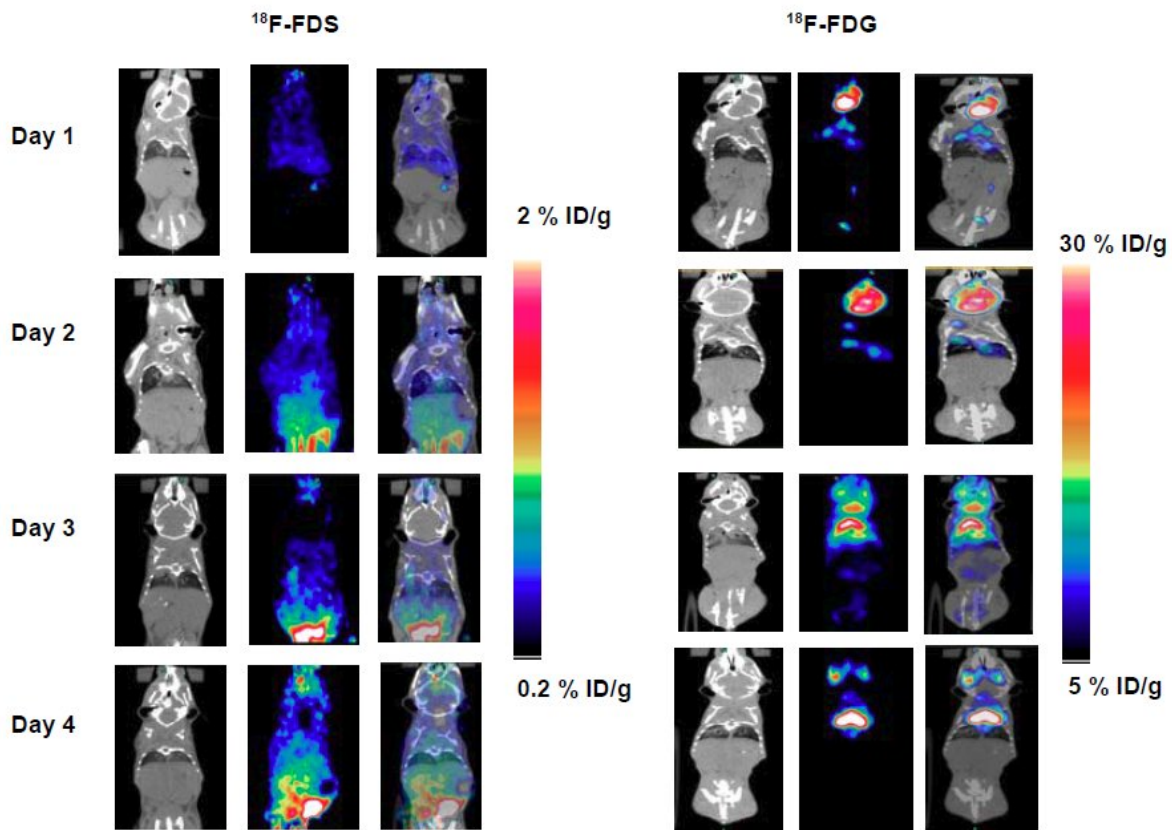 ¹⁸F-FDS
¹⁸F-FDG
Day 1
2 % ID/g
30 % ID/g
Day 2
Day 3
0.2 % ID/g
5 % ID/g
Day 4